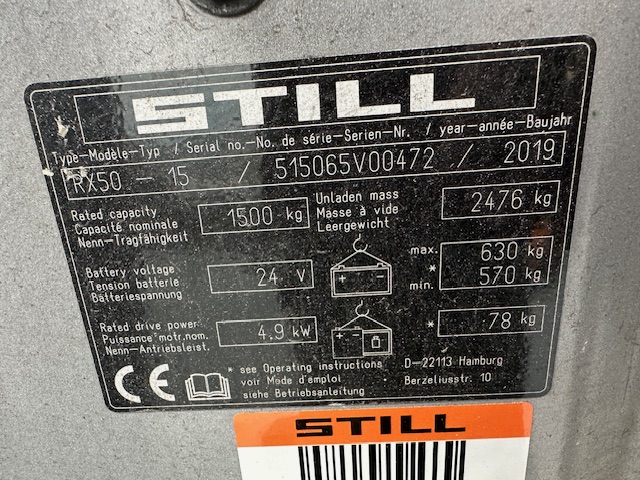 STILL
Type-Modèle-Typ / Serial no.-No. de série-Serien-Nr. / year-année-Baujahr
RX50 - 15 / 515065V00472 / 2019
Rated capacity
Capacité nominale
Nenn-Tragfähigkeit
1500 kg
Unladen mass
Masse à vide
Leergewicht
2476 kg
Battery voltage
Tension batterie
Batteriespannung
24 V
max. 630 kg
*
min. 570 kg
Rated drive power
Puissance motr.nom.
Nenn-Antriebsleist.
4.9 kW
* 78 kg
CE
* see Operating instructions
voir Mode d'emploi
siehe Betriebsanleitung
D-22113 Hamburg
Berzeliusstr. 10
STILL